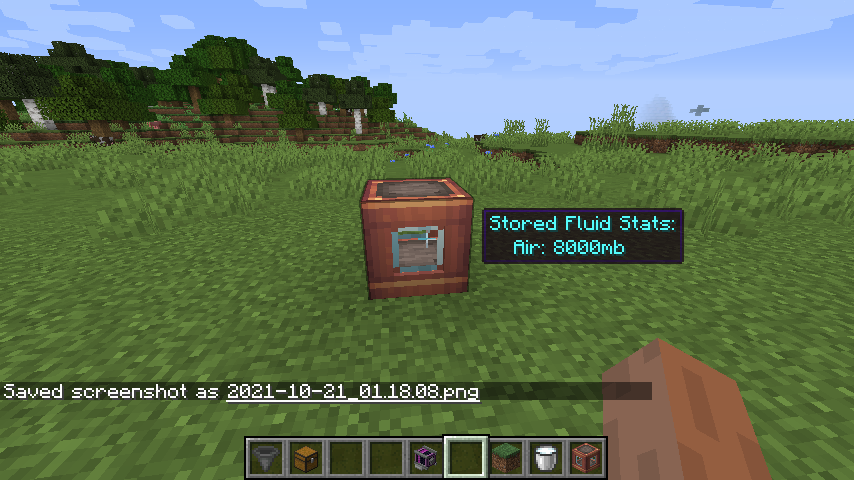 Stored Fluid Stats:
Air: 8000mb
Saved screenshot as 2021-10-21_01.18.08.png